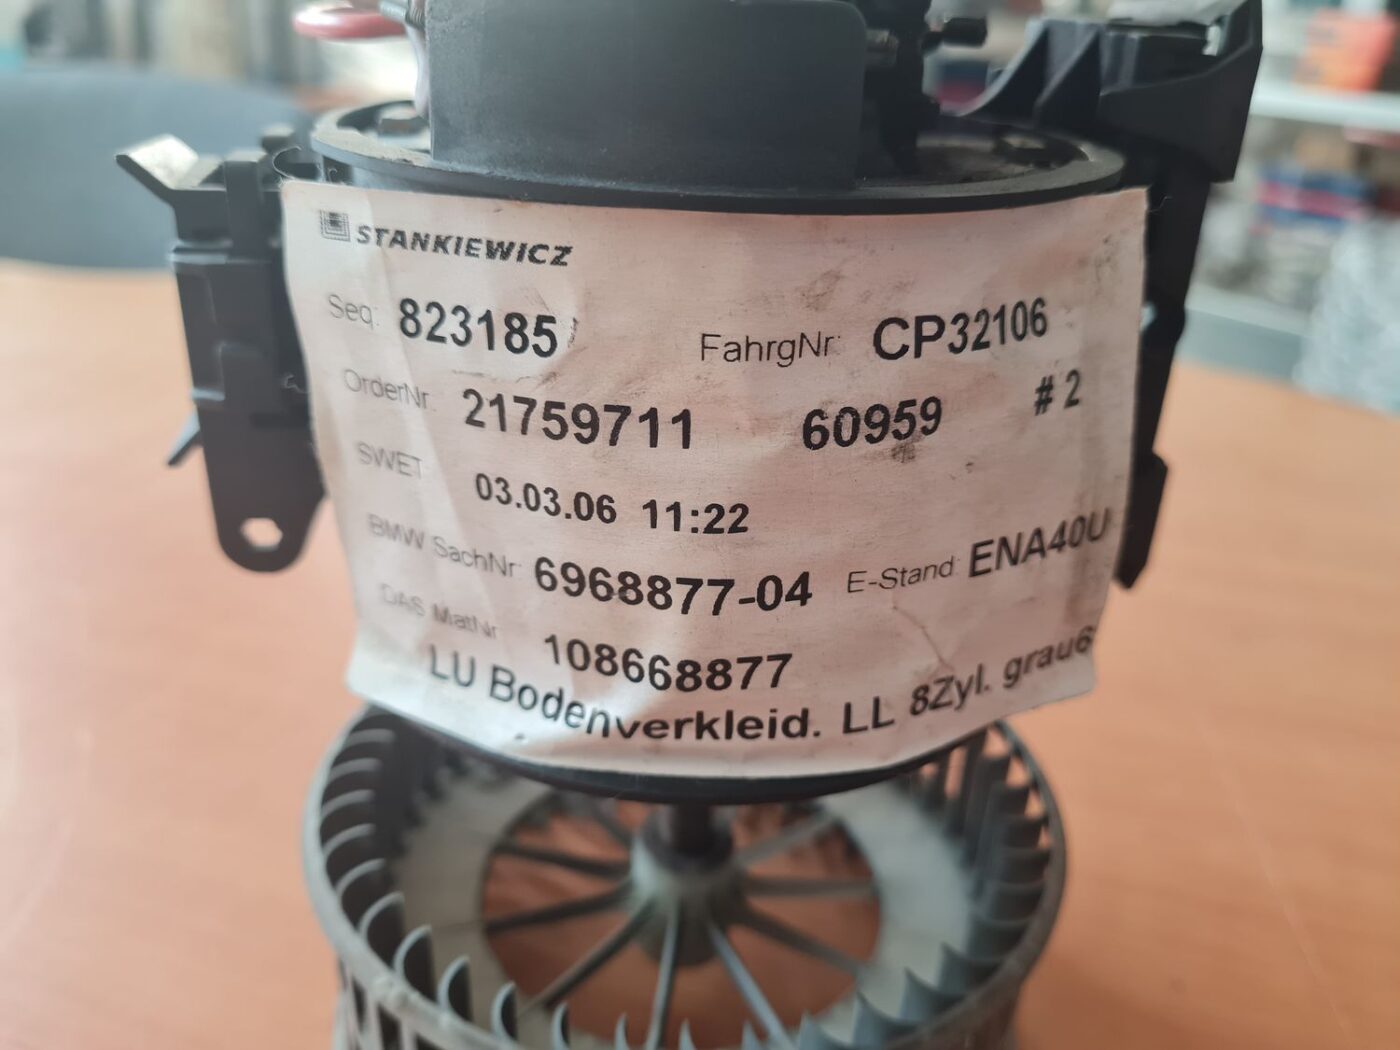 STANKIEWICZ
Seq: 823185 FahrgNr: CP32106
OrderNr. 21759711 60959 # 2
SWET 03.03.06 11:22
BMW SachNr: 6968877-04 E-Stand: ENA40U
DAS MatNr 108668877
LU Bodenverkleid. LL 8Zyl. grau6